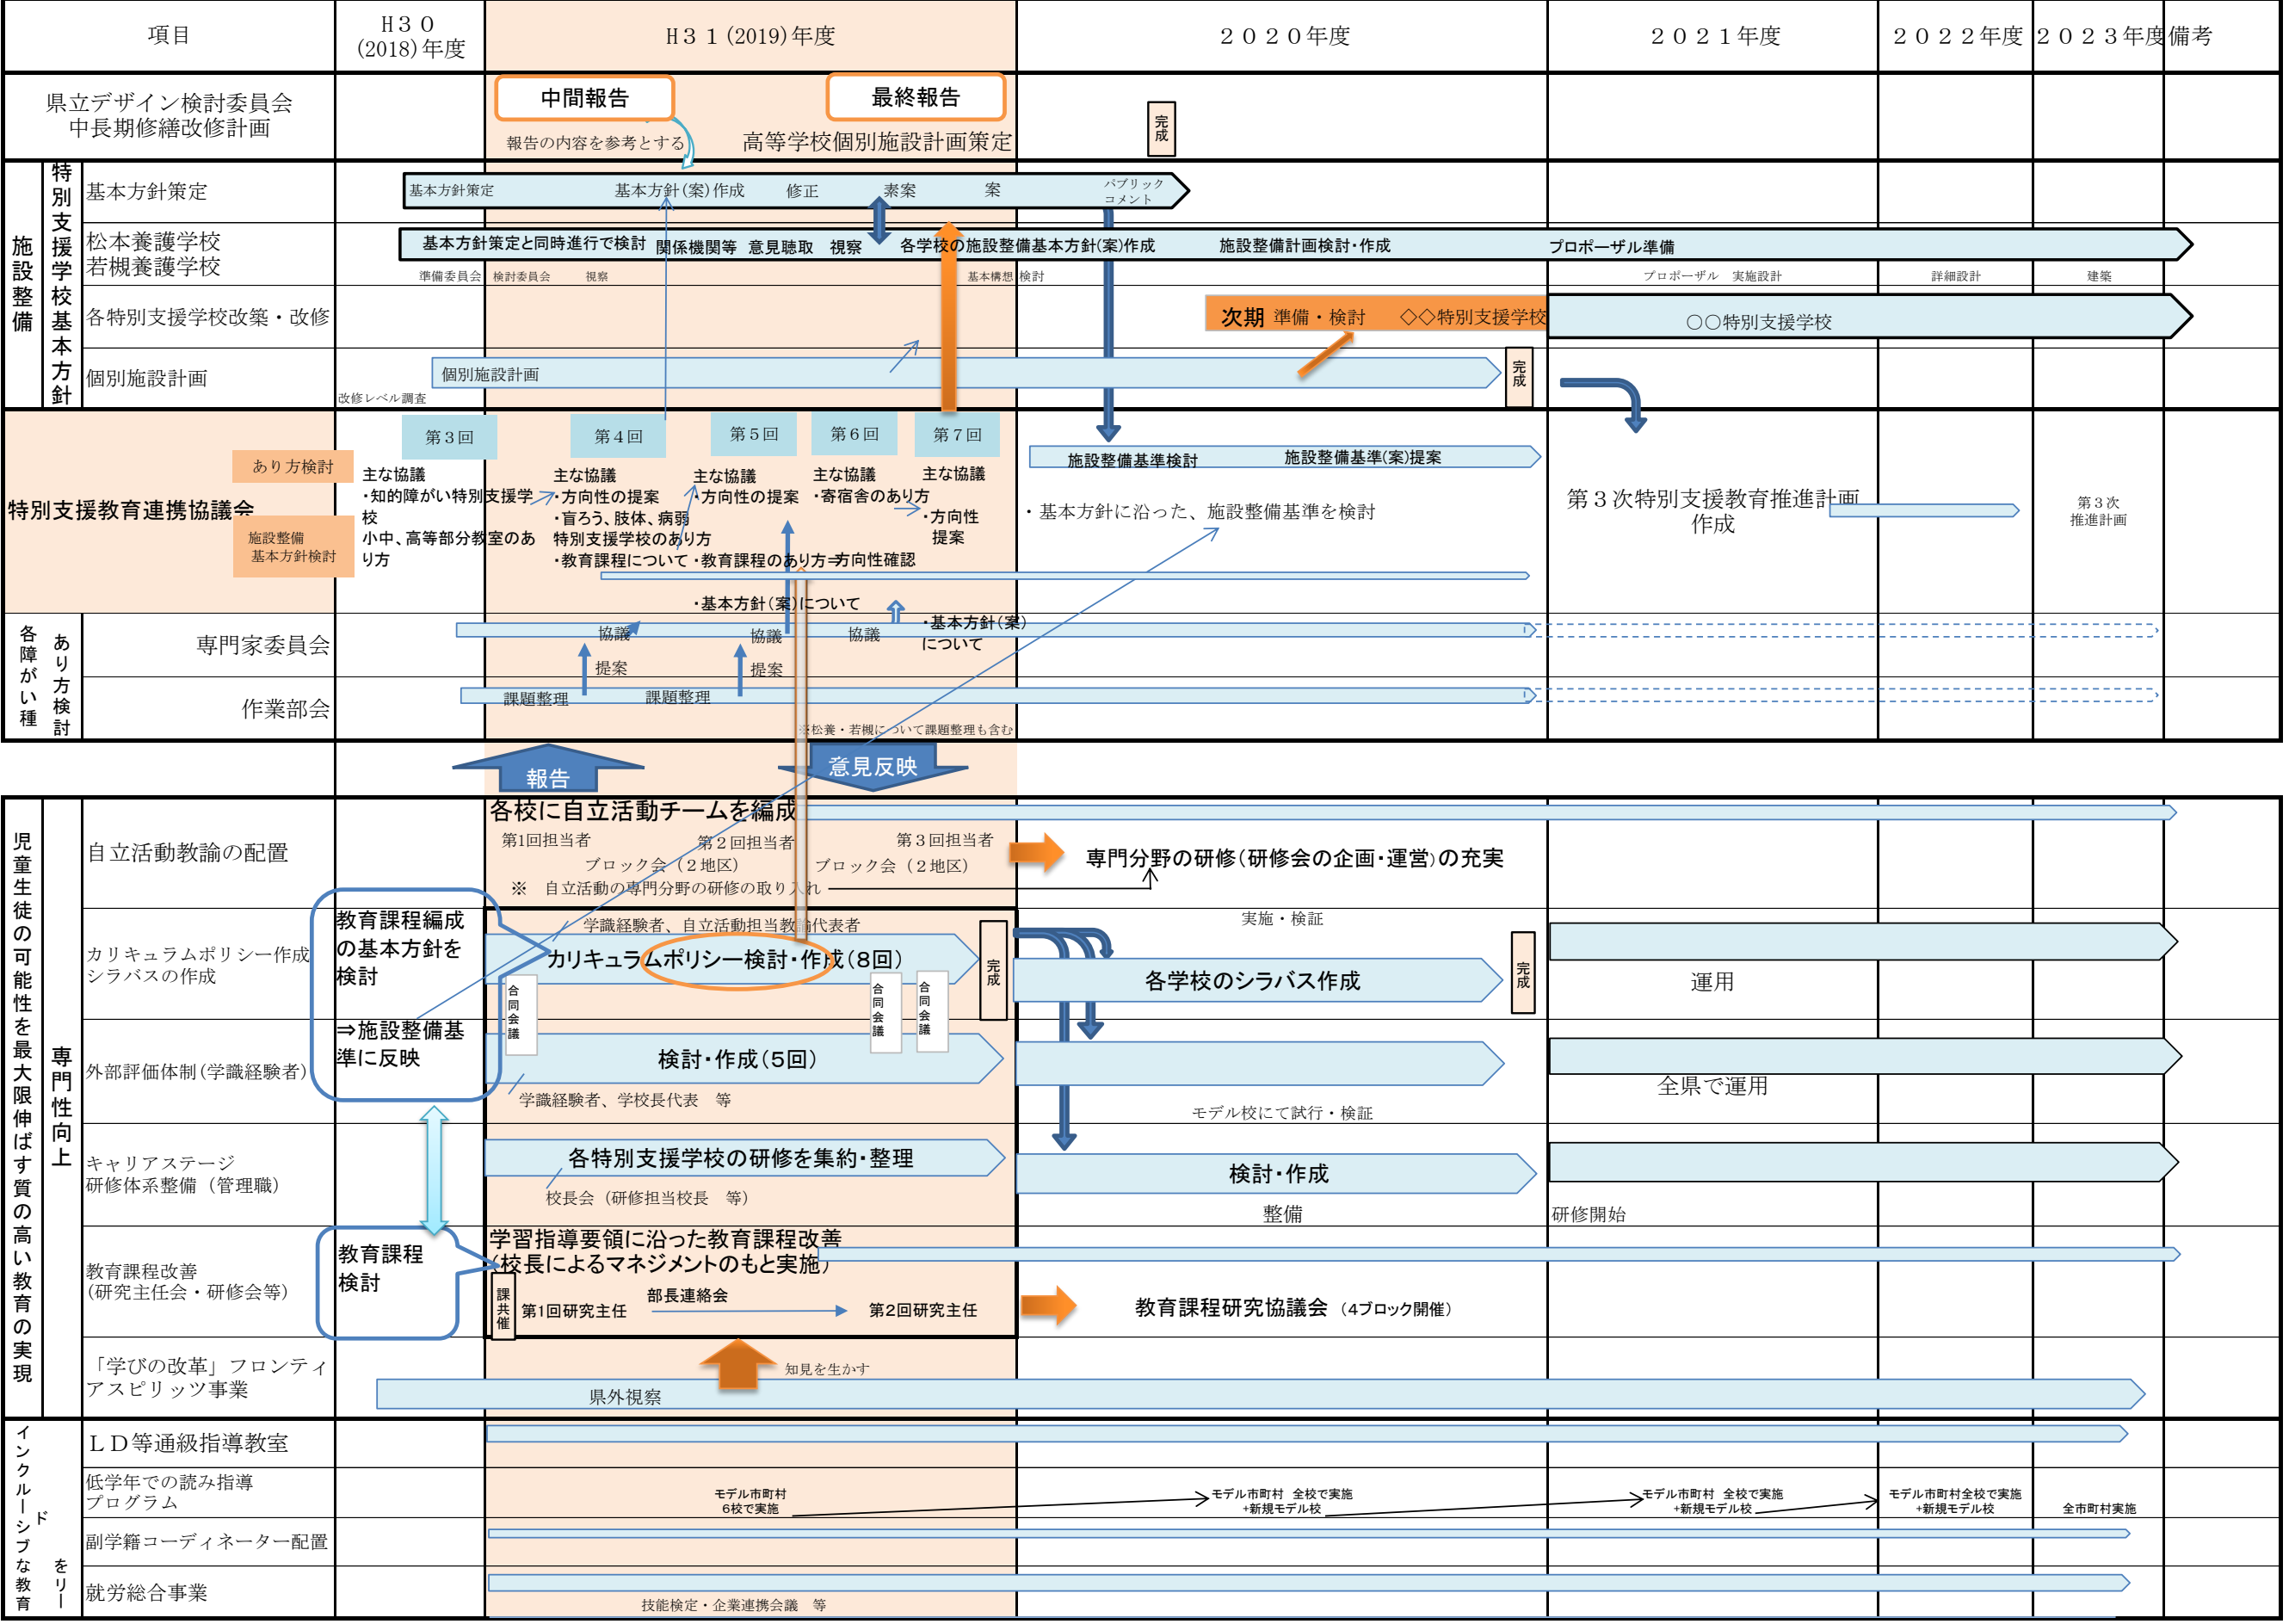 項目
H３０
(2018)年度
H３１(2019)年度
２０２０年度
２０２１年度
２０２２年度
２０２３年度
備考
県立デザイン検討委員会
中長期修繕改修計画
中間報告
最終報告
報告の内容を参考とする
高等学校個別施設計画策定
完成
施設整備
特別支援学校基本方針
基本方針策定
基本方針策定
基本方針(案)作成
修正
素案
案
パブリック
コメント
松本養護学校
若槻養護学校
基本方針策定と同時進行で検討
関係機関等 意見聴取 視察
各学校の施設整備基本方針(案)作成
施設整備計画検討・作成
プロポーザル準備
準備委員会
検討委員会
視察
基本構想
検討
プロポーザル 実施設計
詳細設計
建築
各特別支援学校改築・改修
次期 準備・検討 ◇◇特別支援学校
○○特別支援学校
個別施設計画
個別施設計画
完成
改修レベル調査
特別支援教育連携協議会
あり方検討
施設整備
基本方針検討
第３回
主な協議
・知的障がい特別支援学
校
小中、高等部分教室のあ
り方
第４回
主な協議
・方向性の提案
・盲ろう、肢体、病弱
特別支援学校のあり方
・教育課程について
第５回
主な協議
・方向性の提案
・教育課程のあり方⇒方向性確認
・基本方針(案)について
第６回
主な協議
・寄宿舎のあり方
第７回
主な協議
・方向性
提案
・基本方針(案)
について
施設整備基準検討
施設整備基準(案)提案
・基本方針に沿った、施設整備基準を検討
第３次特別支援教育推進計画
作成
第３次
推進計画
各障がい種
あり方検討
専門家委員会
協議
協議
協議
提案
提案
作業部会
課題整理
課題整理
※松養・若槻について課題整理も含む
報告
意見反映
児童生徒の可能性を最大限伸ばす質の高い教育の実現
専門性向上
自立活動教諭の配置
各校に自立活動チームを編成
第1回担当者
第２回担当者
第３回担当者
ブロック会（２地区）
ブロック会（２地区）
※ 自立活動の専門分野の研修の取り入れ
専門分野の研修(研修会の企画・運営)の充実
カリキュラムポリシー作成
シラバスの作成
教育課程編成
の基本方針を
検討
⇒施設整備基
準に反映
学識経験者、自立活動担当教諭代表者
カリキュラムポリシー検討・作成(８回)
合同会議
合同会議
合同会議
完成
実施・検証
各学校のシラバス作成
完成
運用
外部評価体制(学識経験者)
検討・作成(５回)
学識経験者、学校長代表 等
モデル校にて試行・検証
全県で運用
キャリアステージ
研修体系整備（管理職）
各特別支援学校の研修を集約・整理
校長会（研修担当校長 等）
検討・作成
整備
研修開始
教育課程改善
(研究主任会・研修会等)
教育課程
検討
学習指導要領に沿った教育課程改善
(校長によるマネジメントのもと実施)
課共催
第1回研究主任
部長連絡会
第2回研究主任
教育課程研究協議会 （4ブロック開催）
「学びの改革」フロンティ
アスピリッツ事業
県外視察
知見を生かす
インクルーシブな教育
をリード
ＬＤ等通級指導教室
低学年での読み指導
プログラム
モデル市町村
６校で実施
モデル市町村 全校で実施
+新規モデル校
モデル市町村 全校で実施
+新規モデル校
モデル市町村全校で実施
+新規モデル校
全市町村実施
副学籍コーディネーター配置
就労総合事業
技能検定・企業連携会議 等